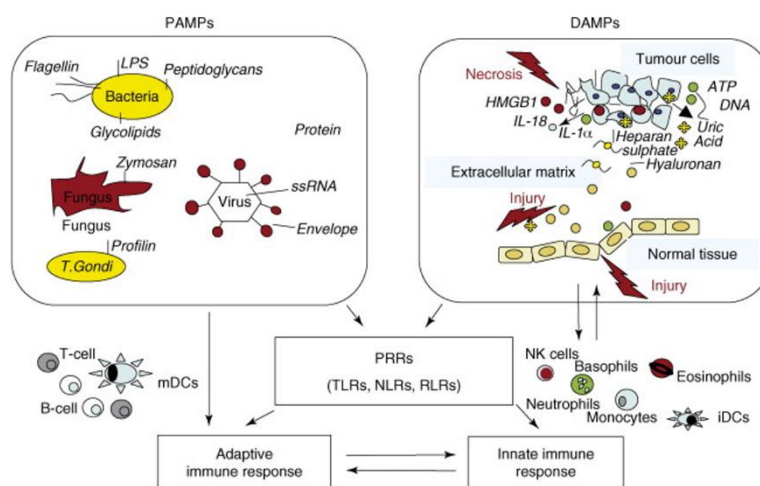 PAMPs
DAMPs
Flagellin
LPS
Peptidoglycans
Bacteria
Glycolipids
Protein
Zymosan
Fungus
Fungus
ssRNA
Virus
Envelope
Profilin
T.Gondi
Tumour cells
Necrosis
ATP
DNA
HMGB1
IL-18
IL-1α
Heparan
sulphate
Uric
Acid
Hyaluronan
Extracellular matrix
Injury
Normal tissue
Injury
T-cell
mDCs
B-cell
PRRs
(TLRs, NLRs, RLRs)
NK cells
Basophils
Eosinophils
Neutrophils
Monocytes
iDCs
Adaptive
immune response
Innate immune
response